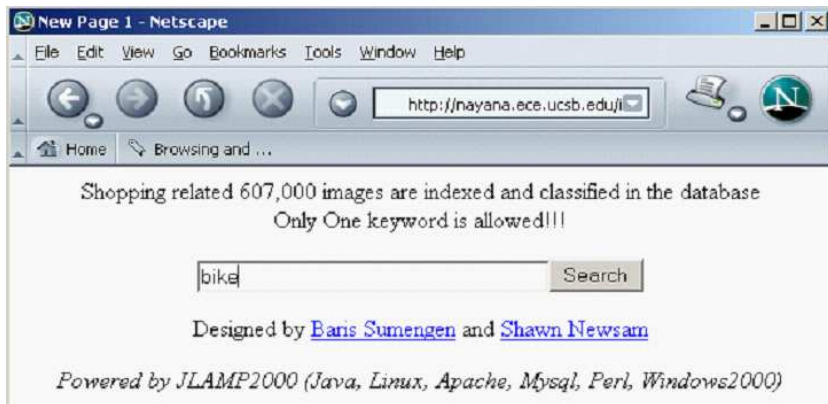 New Page 1 - Netscape
File Edit View Go Bookmarks Tools Window Help
http://nayana.ece.ucsb.edu/i
N
Home Browsing and ...
Shopping related 607,000 images are indexed and classified in the database
Only One keyword is allowed!!!
bike Search
Designed by Baris Sumengen and Shawn Newsam
Powered by JLAMP2000 (Java, Linux, Apache, Mysql, Perl, Windows2000)